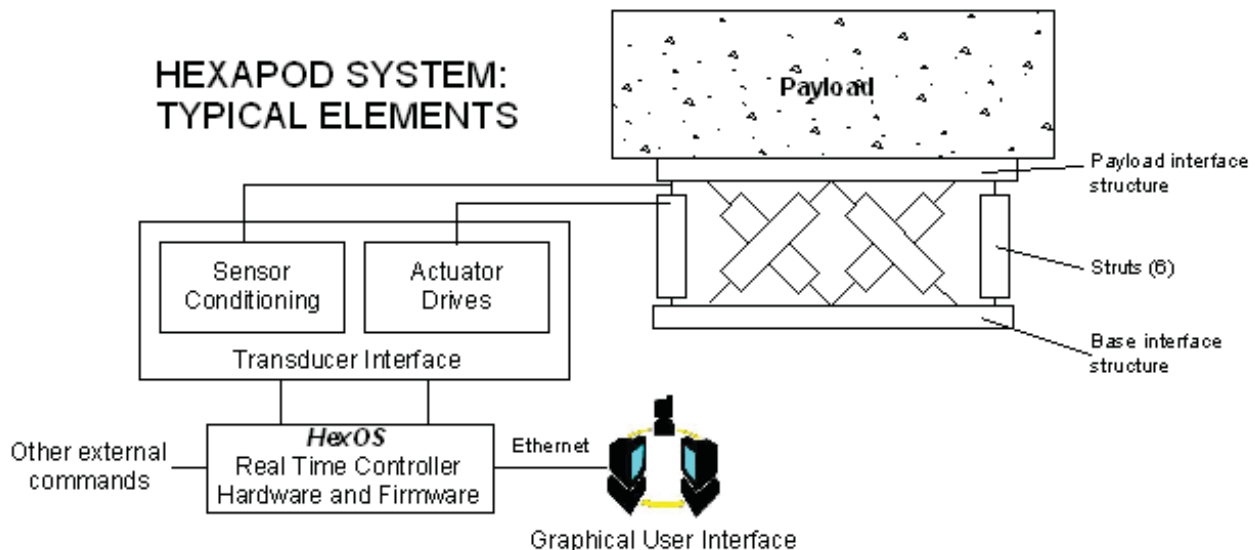 HEXAPOD SYSTEM:
TYPICAL ELEMENTS
Payload
Payload interface
structure
Struts (6)
Base interface
structure
Sensor
Conditioning
Actuator
Drives
Transducer Interface
HexOS
Real Time Controller
Hardware and Firmware
Other external
commands
Ethernet
Graphical User Interface